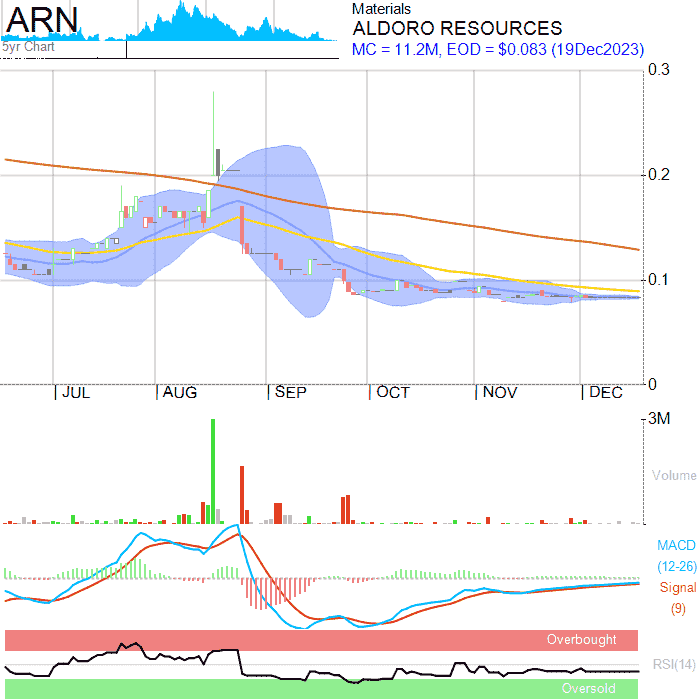 ARN
5yr Chart
Materials
ALDORO RESOURCES
MC = 11.2M, EOD = $0.083 (19Dec2023)
0.3
0.2
0.1
0
JUL
AUG
SEP
OCT
NOV
DEC
3M
Volume
MACD
(12-26)
Signal
(9)
Overbought
RSI(14)
Oversold